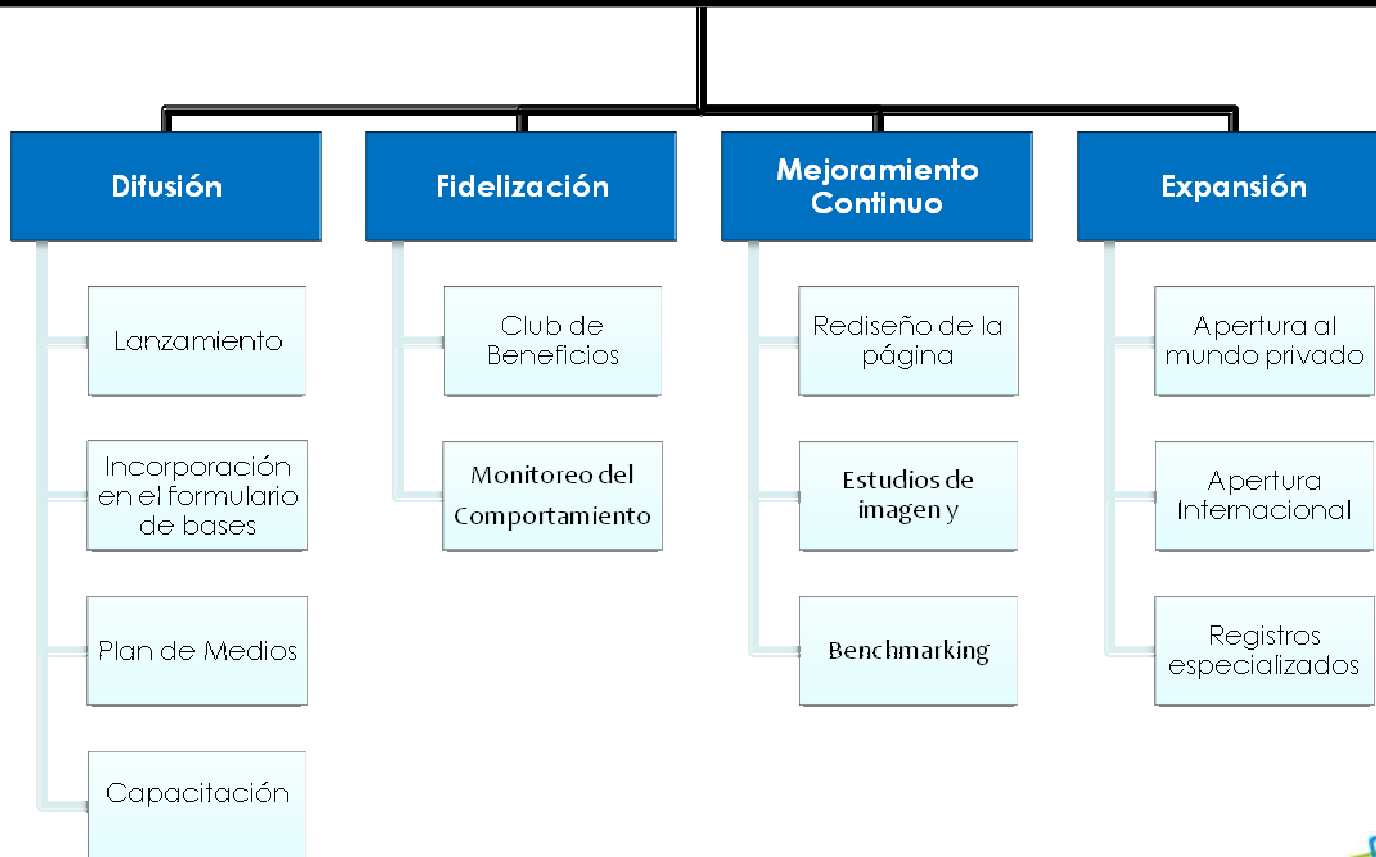 Difusión
Lanzamiento
Incorporación
en el formulario
de bases
Plan de Medios
Capacitación
Fidelización
Club de
Beneficios
Monitoreo del
Comportamiento
Mejoramiento
Continuo
Rediseño de la
página
Estudios de
imagen y
Benchmarking
Expansión
Apertura al
mundo privado
Apertura
Internacional
Registros
especializados